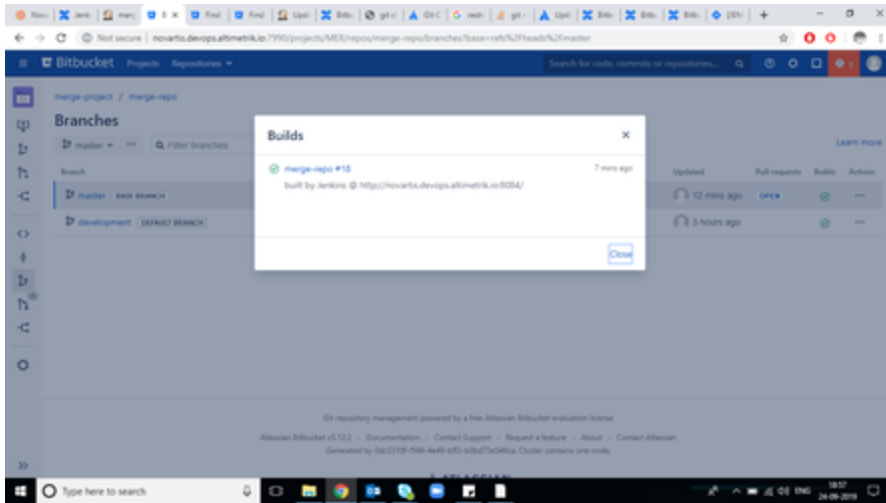 Not secure | novartis.devops.altimetrik.io:7990/projects/MER/repos/merge-repo/branches?base=refs%2Fheads%2Fmaster
Bitbucket Projects Repositories
Search for code, commits or repositories...
merge-project / merge-repo
Branches
master
Filter branches
Learn more
Branch Updated Pull requests Builds Actions
master BASE BRANCH 12 mins ago OPEN
development DEFAULT BRANCH 3 hours ago
Builds
merge-repo #18 7 mins ago
built by Jenkins @ http://novartis.devops.altimetrik.io:8084/
Close
Git repository management powered by a free Atlassian Bitbucket evaluation license
Atlassian Bitbucket v5.12.2 · Documentation · Contact Support · Request a feature · About · Contact Atlassian
Cluster contains one node.
ATLASSIAN
Type here to search
ENG
18:57
24-09-2019